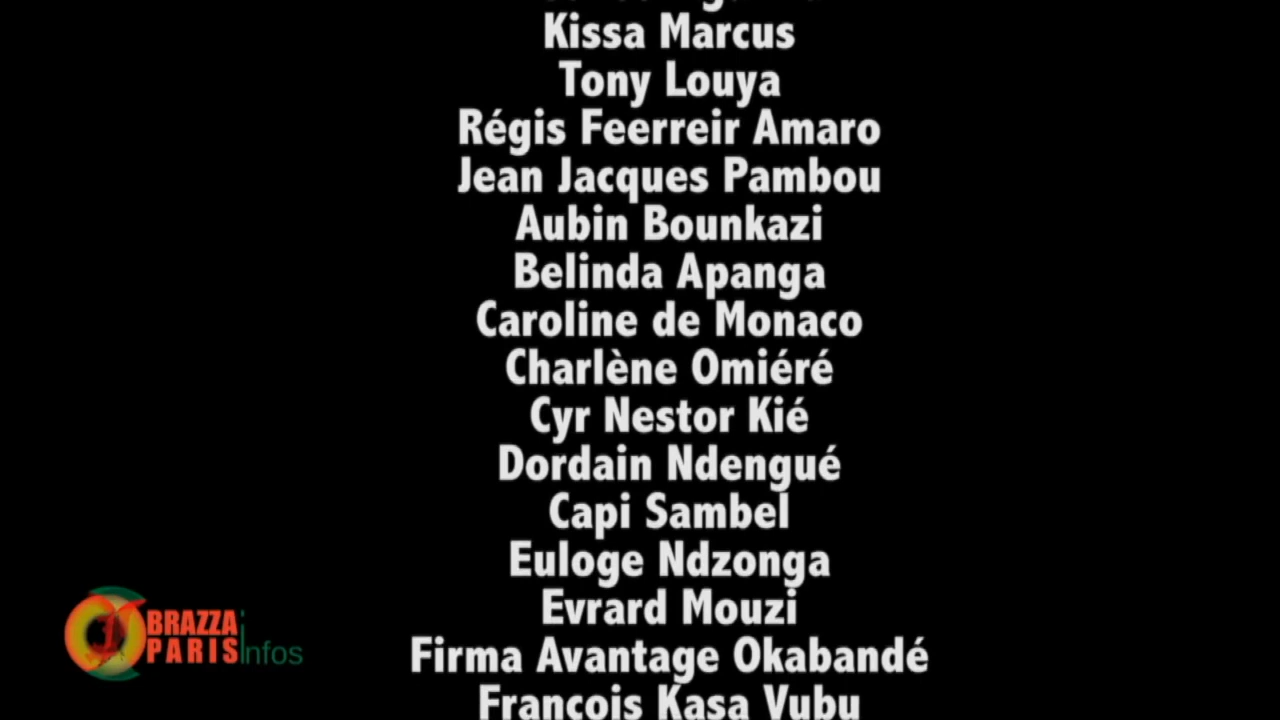 Kissa Marcus
Tony Louya
Régis Feerreir Amaro
Jean Jacques Pambou
Aubin Bounkazi
Belinda Apanga
Caroline de Monaco
Charlène Omiéré
Cyr Nestor Kié
Dordain Ndengué
Capi Sambel
Euloge Ndzonga
Evrard Mouzi
Firma Avantage Okabandé
François Kasa Vubu
BRAZZA
PARIS Infos